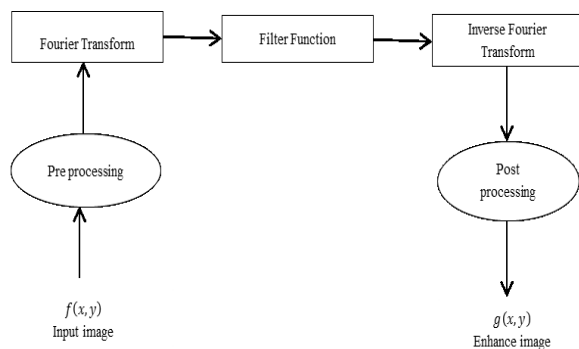 Fourier Transform
Filter Function
Inverse Fourier
Transform
Pre processing
Post
processing
f(x, y)
Input image
g(x, y)
Enhance image